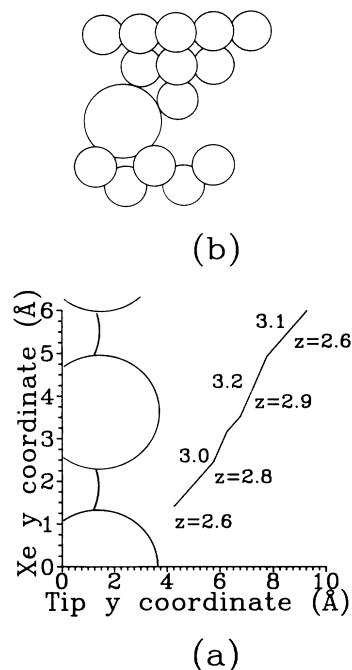 (b)
Xe y coordinate (Å)
6
5
4
3
2
1
0
3.1
z=2.6
3.2
z=2.9
3.0
z=2.8
z=2.6
0 2 4 6 8 10
Tip y coordinate (Å)
(a)